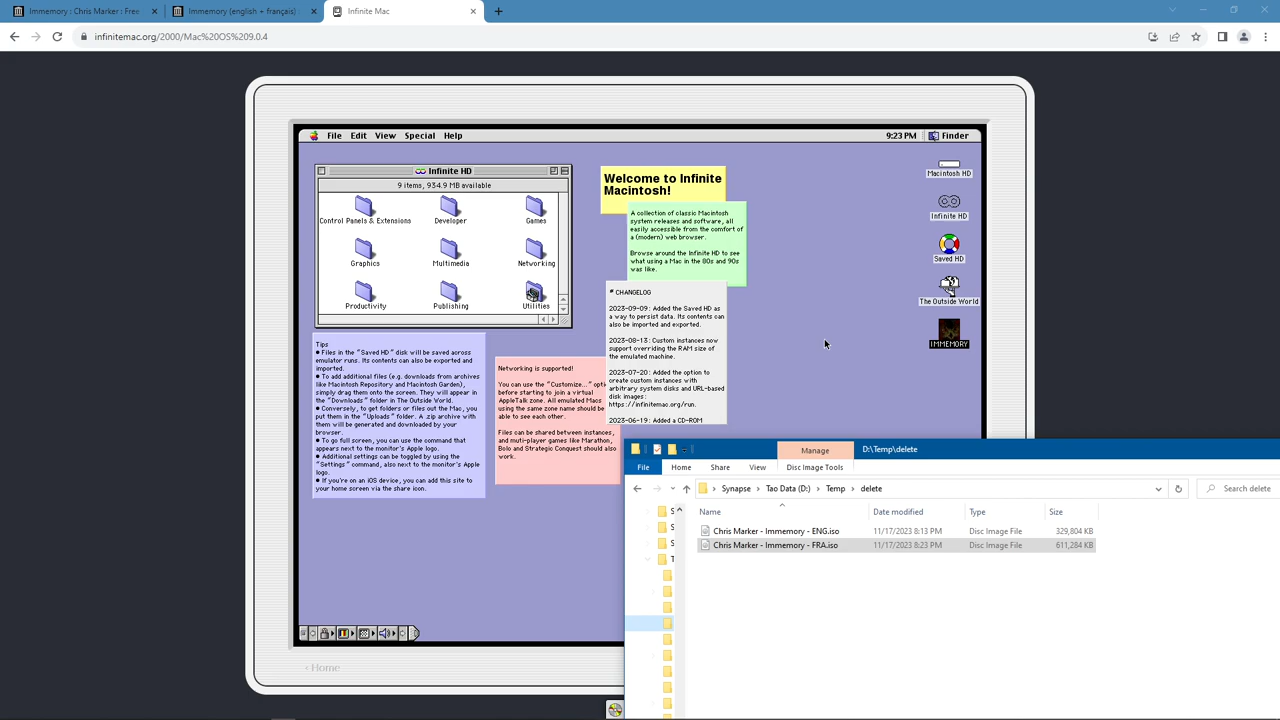 Immemory : Chris Marker : Free
Immemory (english + français)
Infinite Mac
infinitemac.org/2000/Mac%20OS%209.0.4
File Edit View Special Help
9:23 PM Finder
Infinite HD
9 items, 934.9 MB available
Control Panels & Extensions
Developer
Games
Graphics
Multimedia
Networking
Productivity
Publishing
Utilities
Welcome to Infinite
Macintosh!
A collection of classic Macintosh
system releases and software, all
easily accessible from the comfort of
a (modern) web browser.
Browse around the Infinite HD to see
what using a Mac in the 80s and 90s
was like.
# CHANGELOG
2023-09-09: Added the Saved HD as
a way to persist data. Its contents can
also be imported and exported.
2023-08-13: Custom instances now
support overriding the RAM size of
the emulated machine.
2023-07-20: Added the option to
create custom instances with
arbitrary system disks and URL-based
disk images:
https://infinitemac.org/run.
2023-06-19: Added a CD-ROM
Macintosh HD
Infinite HD
Saved HD
The Outside World
IMMEMORY
Tips
● Files in the "Saved HD" disk will be saved across
emulator runs. Its contents can also be exported and
imported.
● To add additional files (e.g. downloads from archives
like Macintosh Repository and Macintosh Garden),
simply drag them onto the screen. They will appear in
the "Downloads" folder in The Outside World.
● Conversely, to get folders or files out the Mac, you
put them in the "Uploads" folder. A zip archive with
them will be generated and downloaded by your
browser.
● To go full screen, you can use the command that
appears next to the monitor's Apple logo.
● Additional settings can be toggled by using the
"Settings" command, also next to the monitor's Apple
logo.
● If you're on an iOS device, you can add this site to
your home screen via the share icon.
Networking is supported!
You can use the "Customize..." opti
before starting to join a virtual
AppleTalk zone. All emulated Macs
using the same zone name should be
able to see each other.
Files can be shared between instances,
and muti-player games like Marathon,
Bolo and Strategic Conquest should also
work.
Home
Manage
D:\Temp\delete
File Home Share View Disc Image Tools
Synapse > Tao Data (D:) > Temp > delete
Search delete
Name Date modified Type Size
Chris Marker - Immemory - ENG.iso 11/17/2023 8:13 PM Disc Image File 329,804 KB
Chris Marker - Immemory - FRA.iso 11/17/2023 8:23 PM Disc Image File 611,284 KB